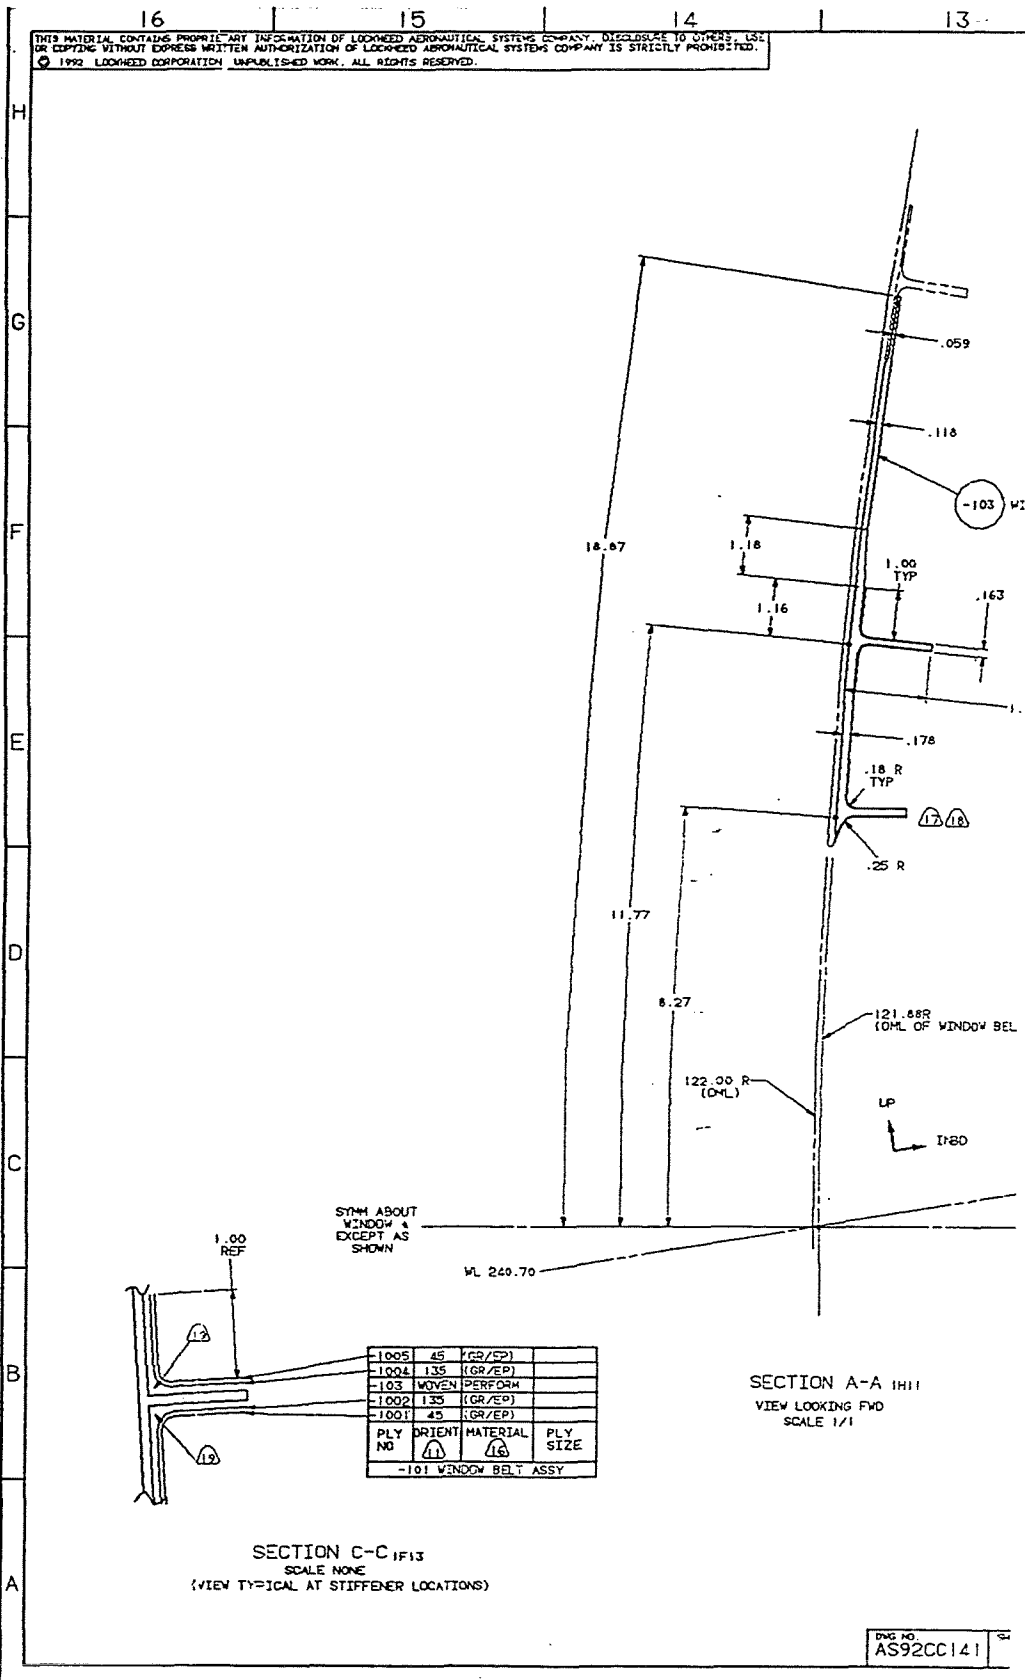 16 15 14 13
THIS MATERIAL CONTAINS PROPRIETARY INFORMATION OF LOCKHEED AERONAUTICAL SYSTEMS COMPANY. DISCLOSURE TO OTHERS, USE
OR COPYING WITHOUT EXPRESS WRITTEN AUTHORIZATION OF LOCKHEED AERONAUTICAL SYSTEMS COMPANY IS STRICTLY PROHIBITED.
© 1992 LOCKHEED CORPORATION UNPUBLISHED WORK. ALL RIGHTS RESERVED.
H
G
F
E
D
C
B
A
.059
.118
-103
18.87
1.18
1.16
1.00
TYP
.163
1.
.178
.18 R
TYP
17 18
.25 R
11.77
8.27
121.88R
(OML OF WINDOW BEL
122.00 R
(OML)
UP
INBD
SYMM ABOUT
WINDOW ℄
EXCEPT AS
SHOWN
WL 240.70
1.00
REF
19
1005 45 (GR/EP)
1004 135 (GR/EP)
-103 WOVEN PERFORM
1002 135 (GR/EP)
1001 45 (GR/EP)
PLY NO ORIENT 11 MATERIAL 16 PLY SIZE
-101 WINDOW BELT ASSY
SECTION A-A 1H11
VIEW LOOKING FWD
SCALE 1/1
SECTION C-C 1F13
SCALE NONE
(VIEW TYPICAL AT STIFFENER LOCATIONS)
DWG NO.
AS92CC141